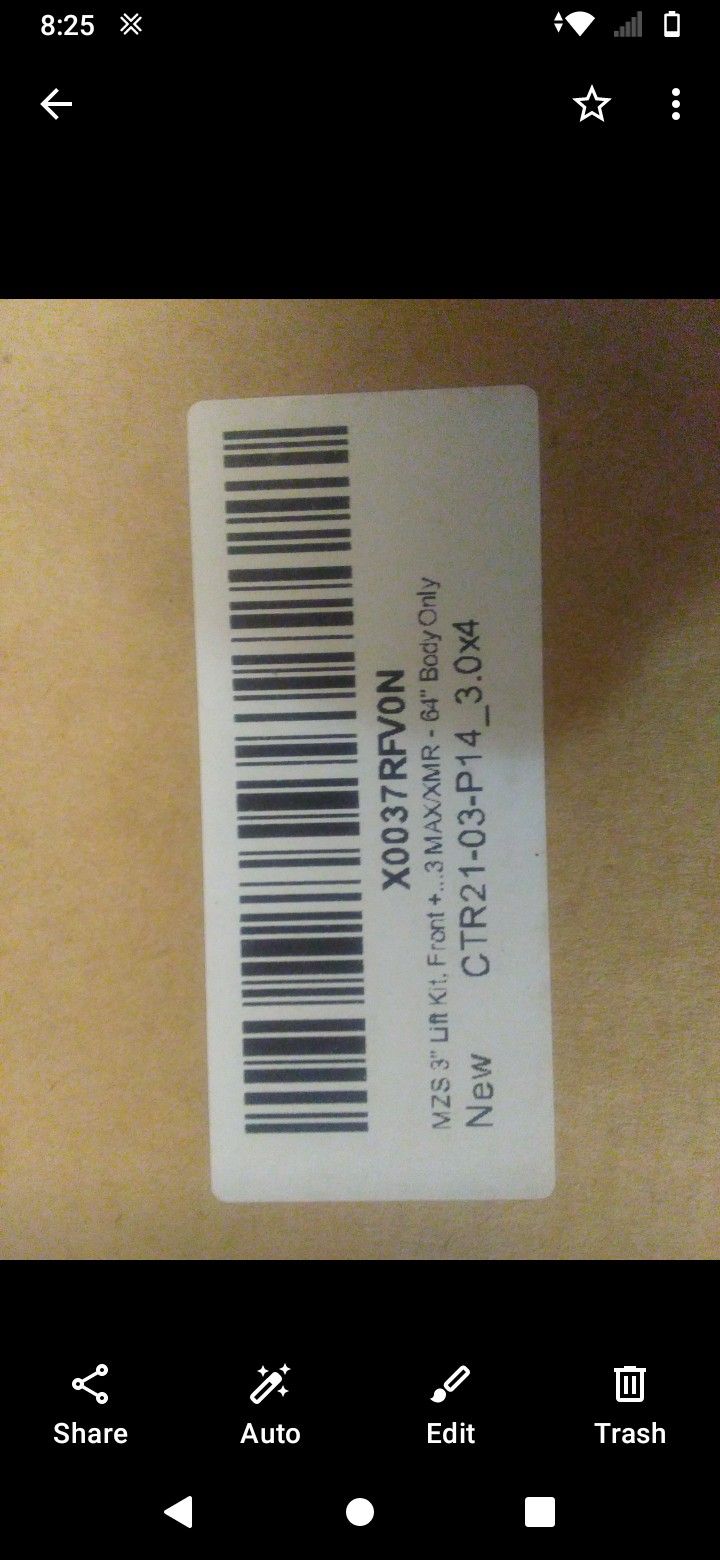 8:25
X0037RFV0N
MZS 3" Lift Kit, Front +...3 MAX/XMR - 64" Body Only
New CTR21-03-P14_3.0x4
Share Auto Edit Trash